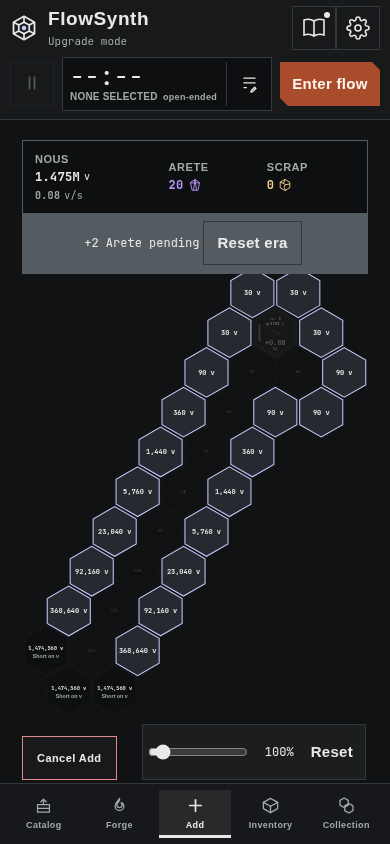 FlowSynth
Upgrade mode
--:--
NONE SELECTED open-ended
Enter flow
NOUS
1.475M v
0.08 v/s
ARETE
20
SCRAP
0
+2 Arete pending
Reset era
30 v
30 v
30 v
+0.08
30 v
90 v
90 v
360 v
90 v
90 v
1,440 v
360 v
5,760 v
1,440 v
23,040 v
5,760 v
92,160 v
23,040 v
368,640 v
92,160 v
1,474,560 v
Short on v
368,640 v
1,474,560 v
Short on v
1,474,560 v
Short on v
Cancel Add
100%
Reset
Catalog
Forge
Add
Inventory
Collection